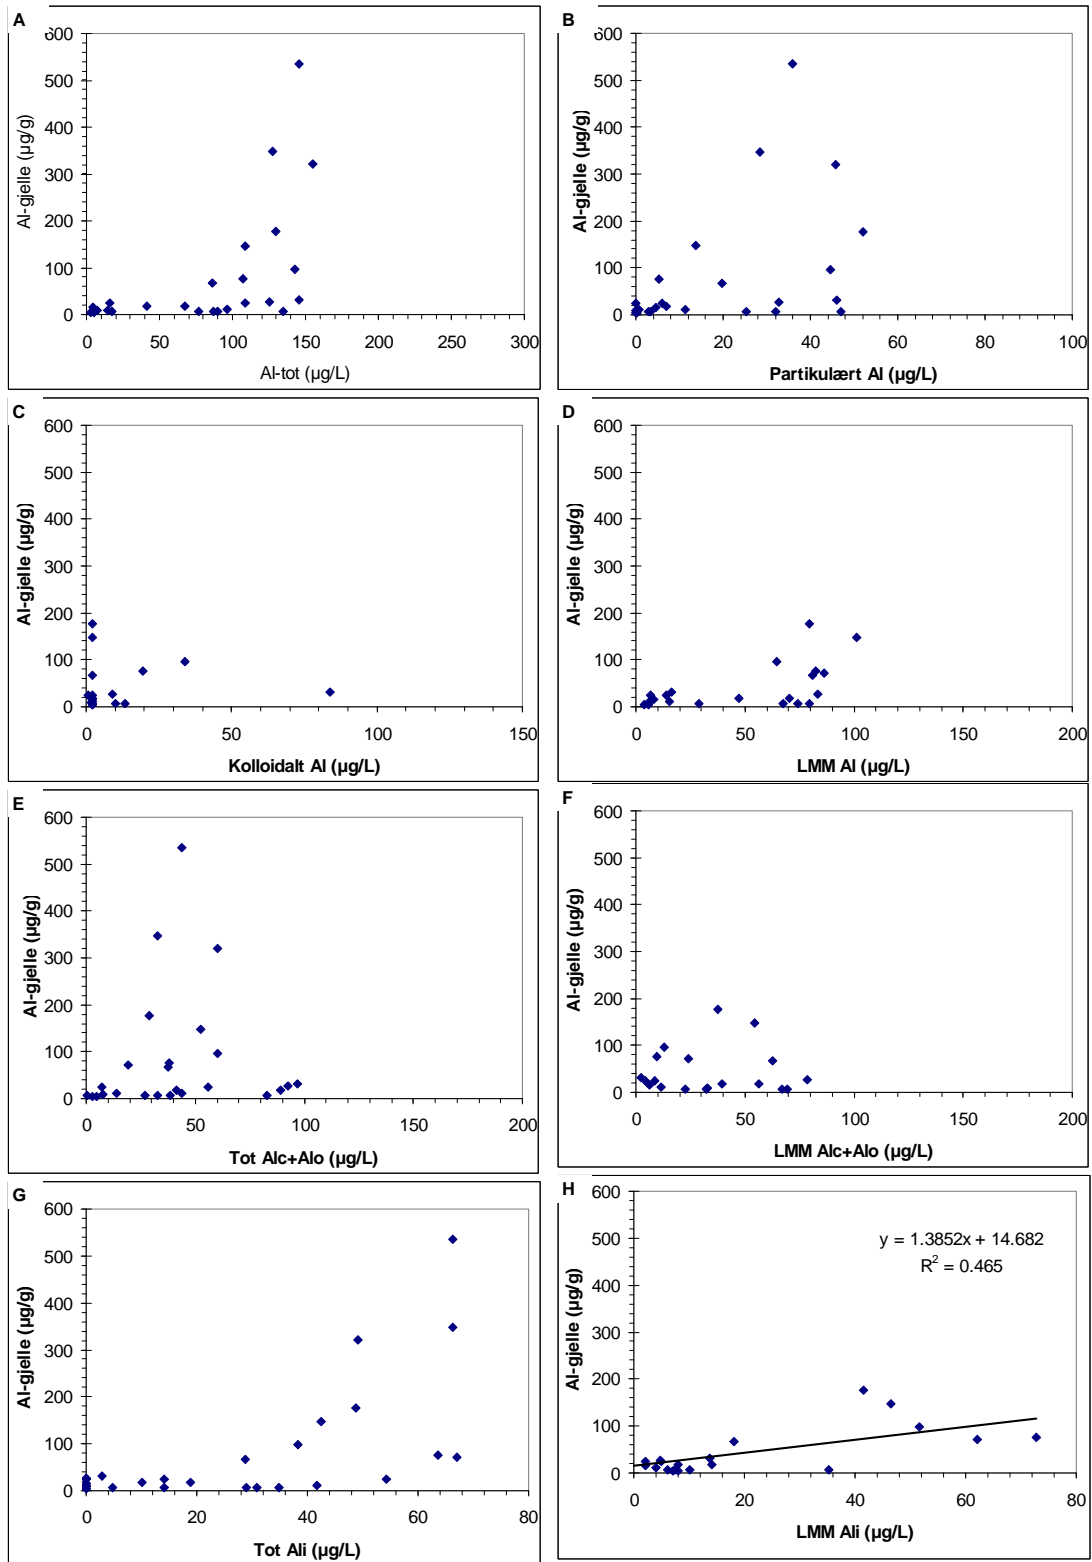 A
Al-gjelle (µg/g)
600
500
400
300
200
100
0
0 50 100 150 200 250 300
Al-tot (µg/L)
B
Al-gjelle (µg/g)
600
500
400
300
200
100
0
0 20 40 60 80 100
Partikulært Al (µg/L)
C
Al-gjelle (µg/g)
600
500
400
300
200
100
0
0 50 100 150
Kolloidalt Al (µg/L)
D
Al-gjelle (µg/g)
600
500
400
300
200
100
0
0 50 100 150 200
LMM Al (µg/L)
E
Al-gjelle (µg/g)
600
500
400
300
200
100
0
0 50 100 150 200
Tot Alc+Alo (µg/L)
F
Al-gjelle (µg/g)
600
500
400
300
200
100
0
0 50 100 150 200
LMM Alc+Alo (µg/L)
G
Al-gjelle (µg/g)
600
500
400
300
200
100
0
0 20 40 60 80
Tot Ali (µg/L)
H
Al-gjelle (µg/g)
600
500
400
300
200
100
0
y = 1.3852x + 14.682
R² = 0.465
0 20 40 60 80
LMM Ali (µg/L)